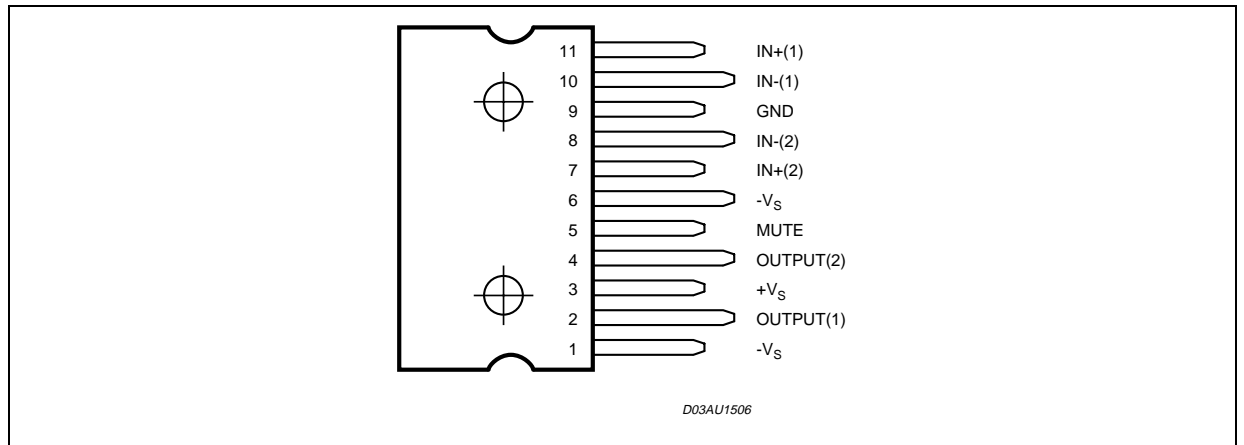 11 IN+(1)
10 IN-(1)
9 GND
8 IN-(2)
7 IN+(2)
6 -VS
5 MUTE
4 OUTPUT(2)
3 +VS
2 OUTPUT(1)
1 -VS
D03AU1506